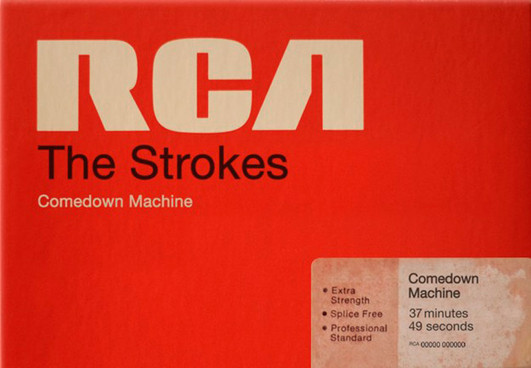 RCA
The Strokes
Comedown Machine
• Extra
Strength
• Splice Free
• Professional
Standard
Comedown
Machine
37 minutes
49 seconds
RCA 00000 000000